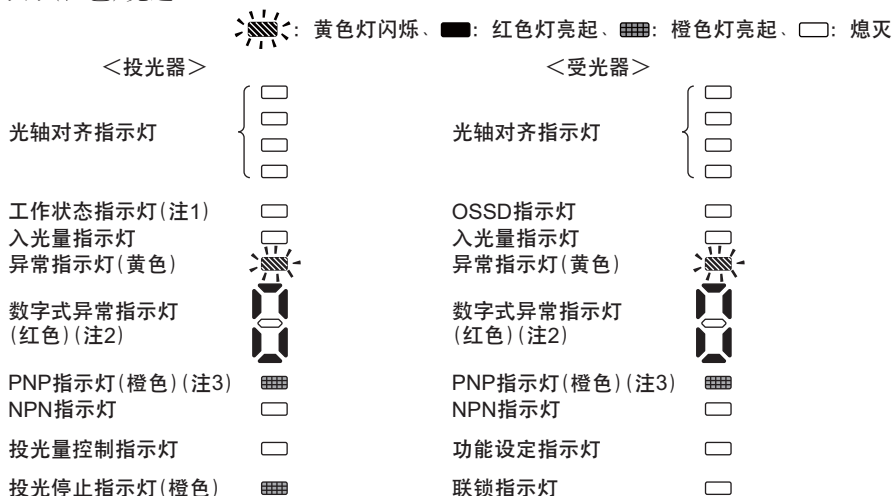 ：黄色灯闪烁、：红色灯亮起、：橙色灯亮起、：熄灭
＜投光器＞ ＜受光器＞
光轴对齐指示灯 光轴对齐指示灯
工作状态指示灯(注1) OSSD指示灯
入光量指示灯 入光量指示灯
异常指示灯(黄色) 异常指示灯(黄色)
数字式异常指示灯 数字式异常指示灯
(红色)(注2) (红色)(注2)
PNP指示灯(橙色)(注3) PNP指示灯(橙色)(注3)
NPN指示灯 NPN指示灯
投光量控制指示灯 功能设定指示灯
投光停止指示灯(橙色) 联锁指示灯